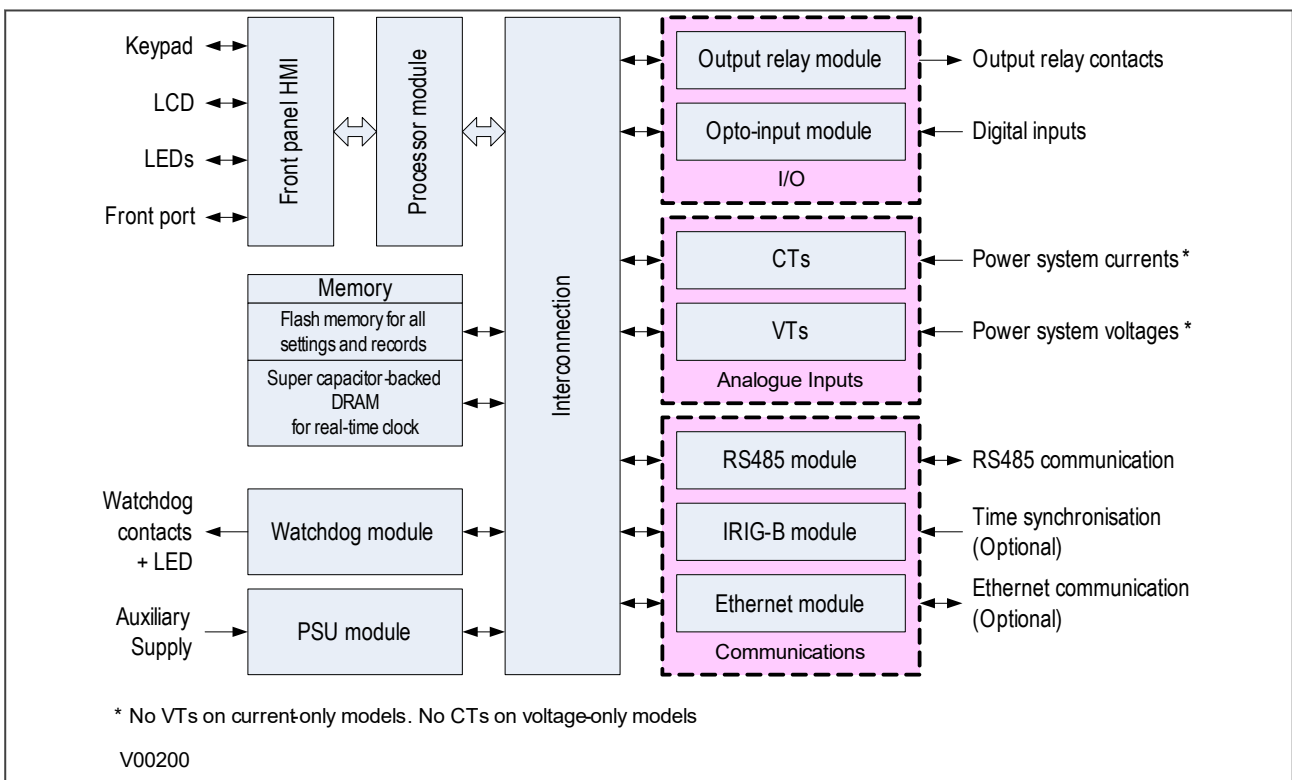 Keypad
LCD
LEDs
Front port
Front panel HMI
Processor module
Memory
Flash memory for all
settings and records
Super capacitor-backed
DRAM
for real-time clock
Watchdog
contacts
+ LED
Watchdog module
Auxiliary
Supply
PSU module
Interconnection
Output relay module
Output relay contacts
Opto-input module
Digital inputs
I/O
CTs
Power system currents *
VTs
Power system voltages *
Analogue Inputs
RS485 module
RS485 communication
IRIG-B module
Time synchronisation
(Optional)
Ethernet module
Ethernet communication
(Optional)
Communications
* No VTs on current-only models. No CTs on voltage-only models
V00200